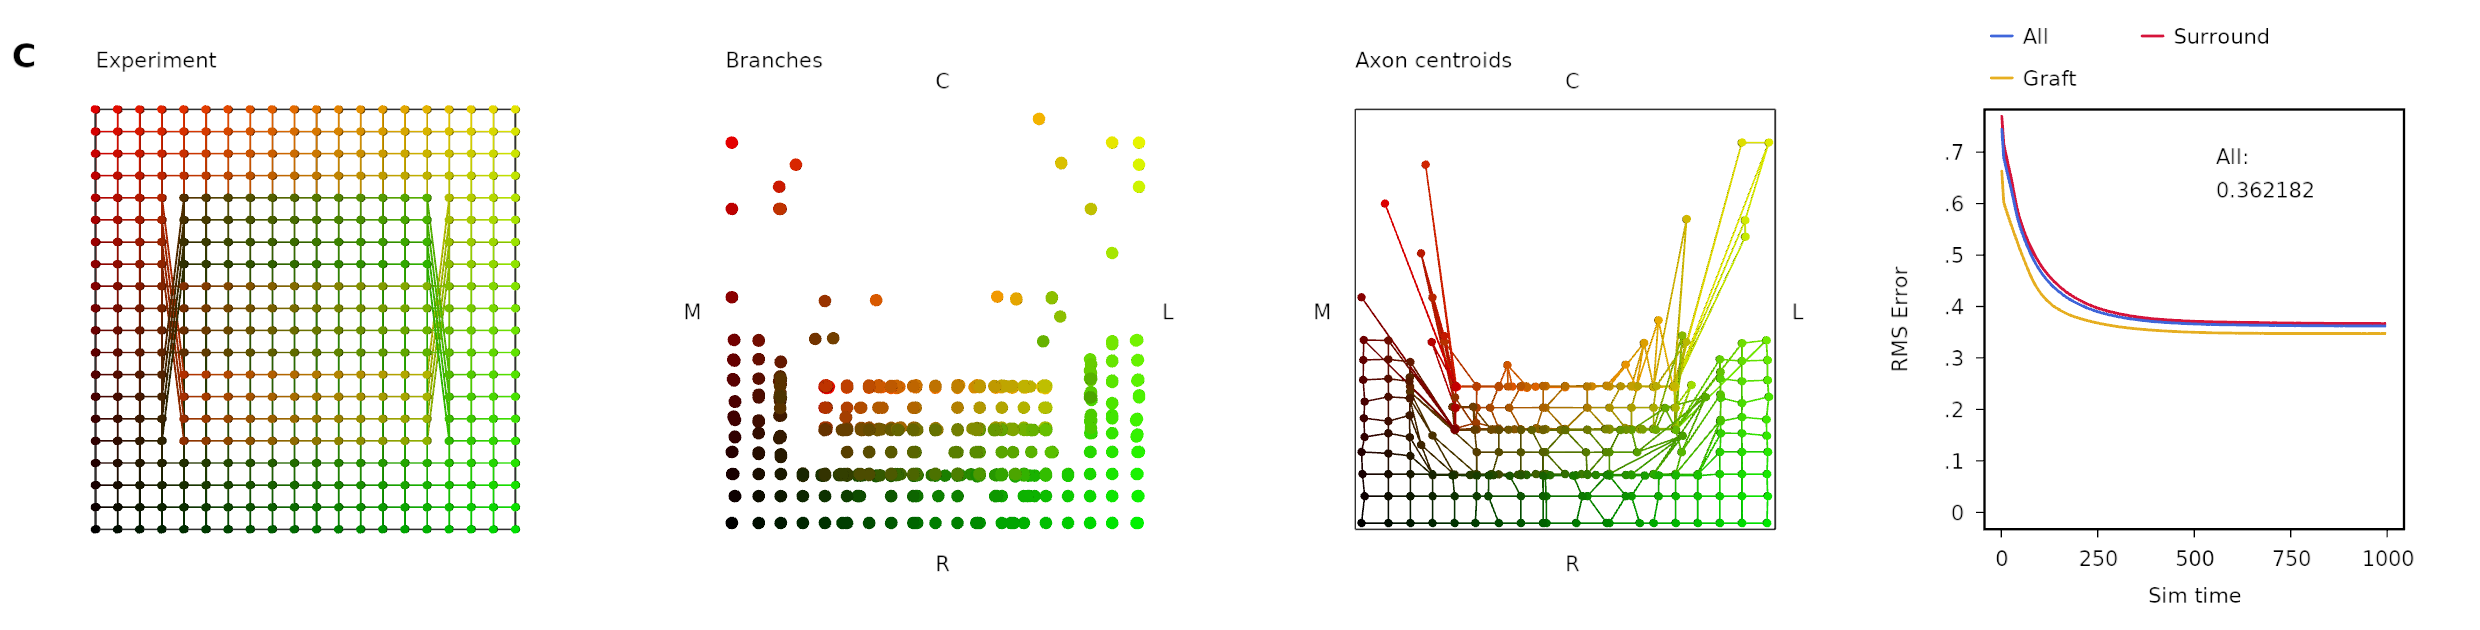 C
Experiment
Branches
C
M
L
R
Axon centroids
C
M
L
R
All
Surround
Graft
All:
0.362182
RMS Error
.7
.6
.5
.4
.3
.2
.1
0
0 250 500 750 1000
Sim time